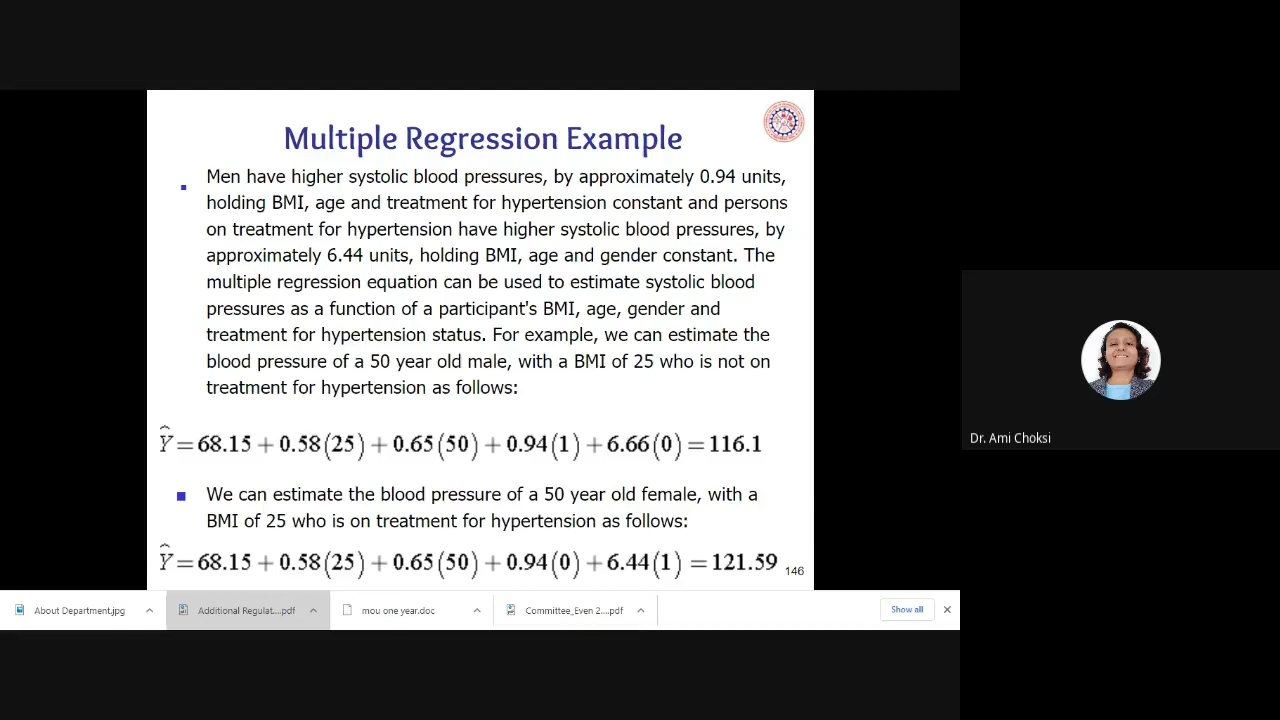 Multiple Regression Example
Men have higher systolic blood pressures, by approximately 0.94 units,
holding BMI, age and treatment for hypertension constant and persons
on treatment for hypertension have higher systolic blood pressures, by
approximately 6.44 units, holding BMI, age and gender constant. The
multiple regression equation can be used to estimate systolic blood
pressures as a function of a participant's BMI, age, gender and
treatment for hypertension status. For example, we can estimate the
blood pressure of a 50 year old male, with a BMI of 25 who is not on
treatment for hypertension as follows:
Ŷ = 68.15 + 0.58(25) + 0.65(50) + 0.94(1) + 6.66(0) = 116.1
We can estimate the blood pressure of a 50 year old female, with a
BMI of 25 who is on treatment for hypertension as follows:
Ŷ = 68.15 + 0.58(25) + 0.65(50) + 0.94(0) + 6.44(1) = 121.59
146
Dr. Ami Choksi
About Department.jpg
Additional Regulat....pdf
mou one year.doc
Committee_Even 2....pdf
Show all